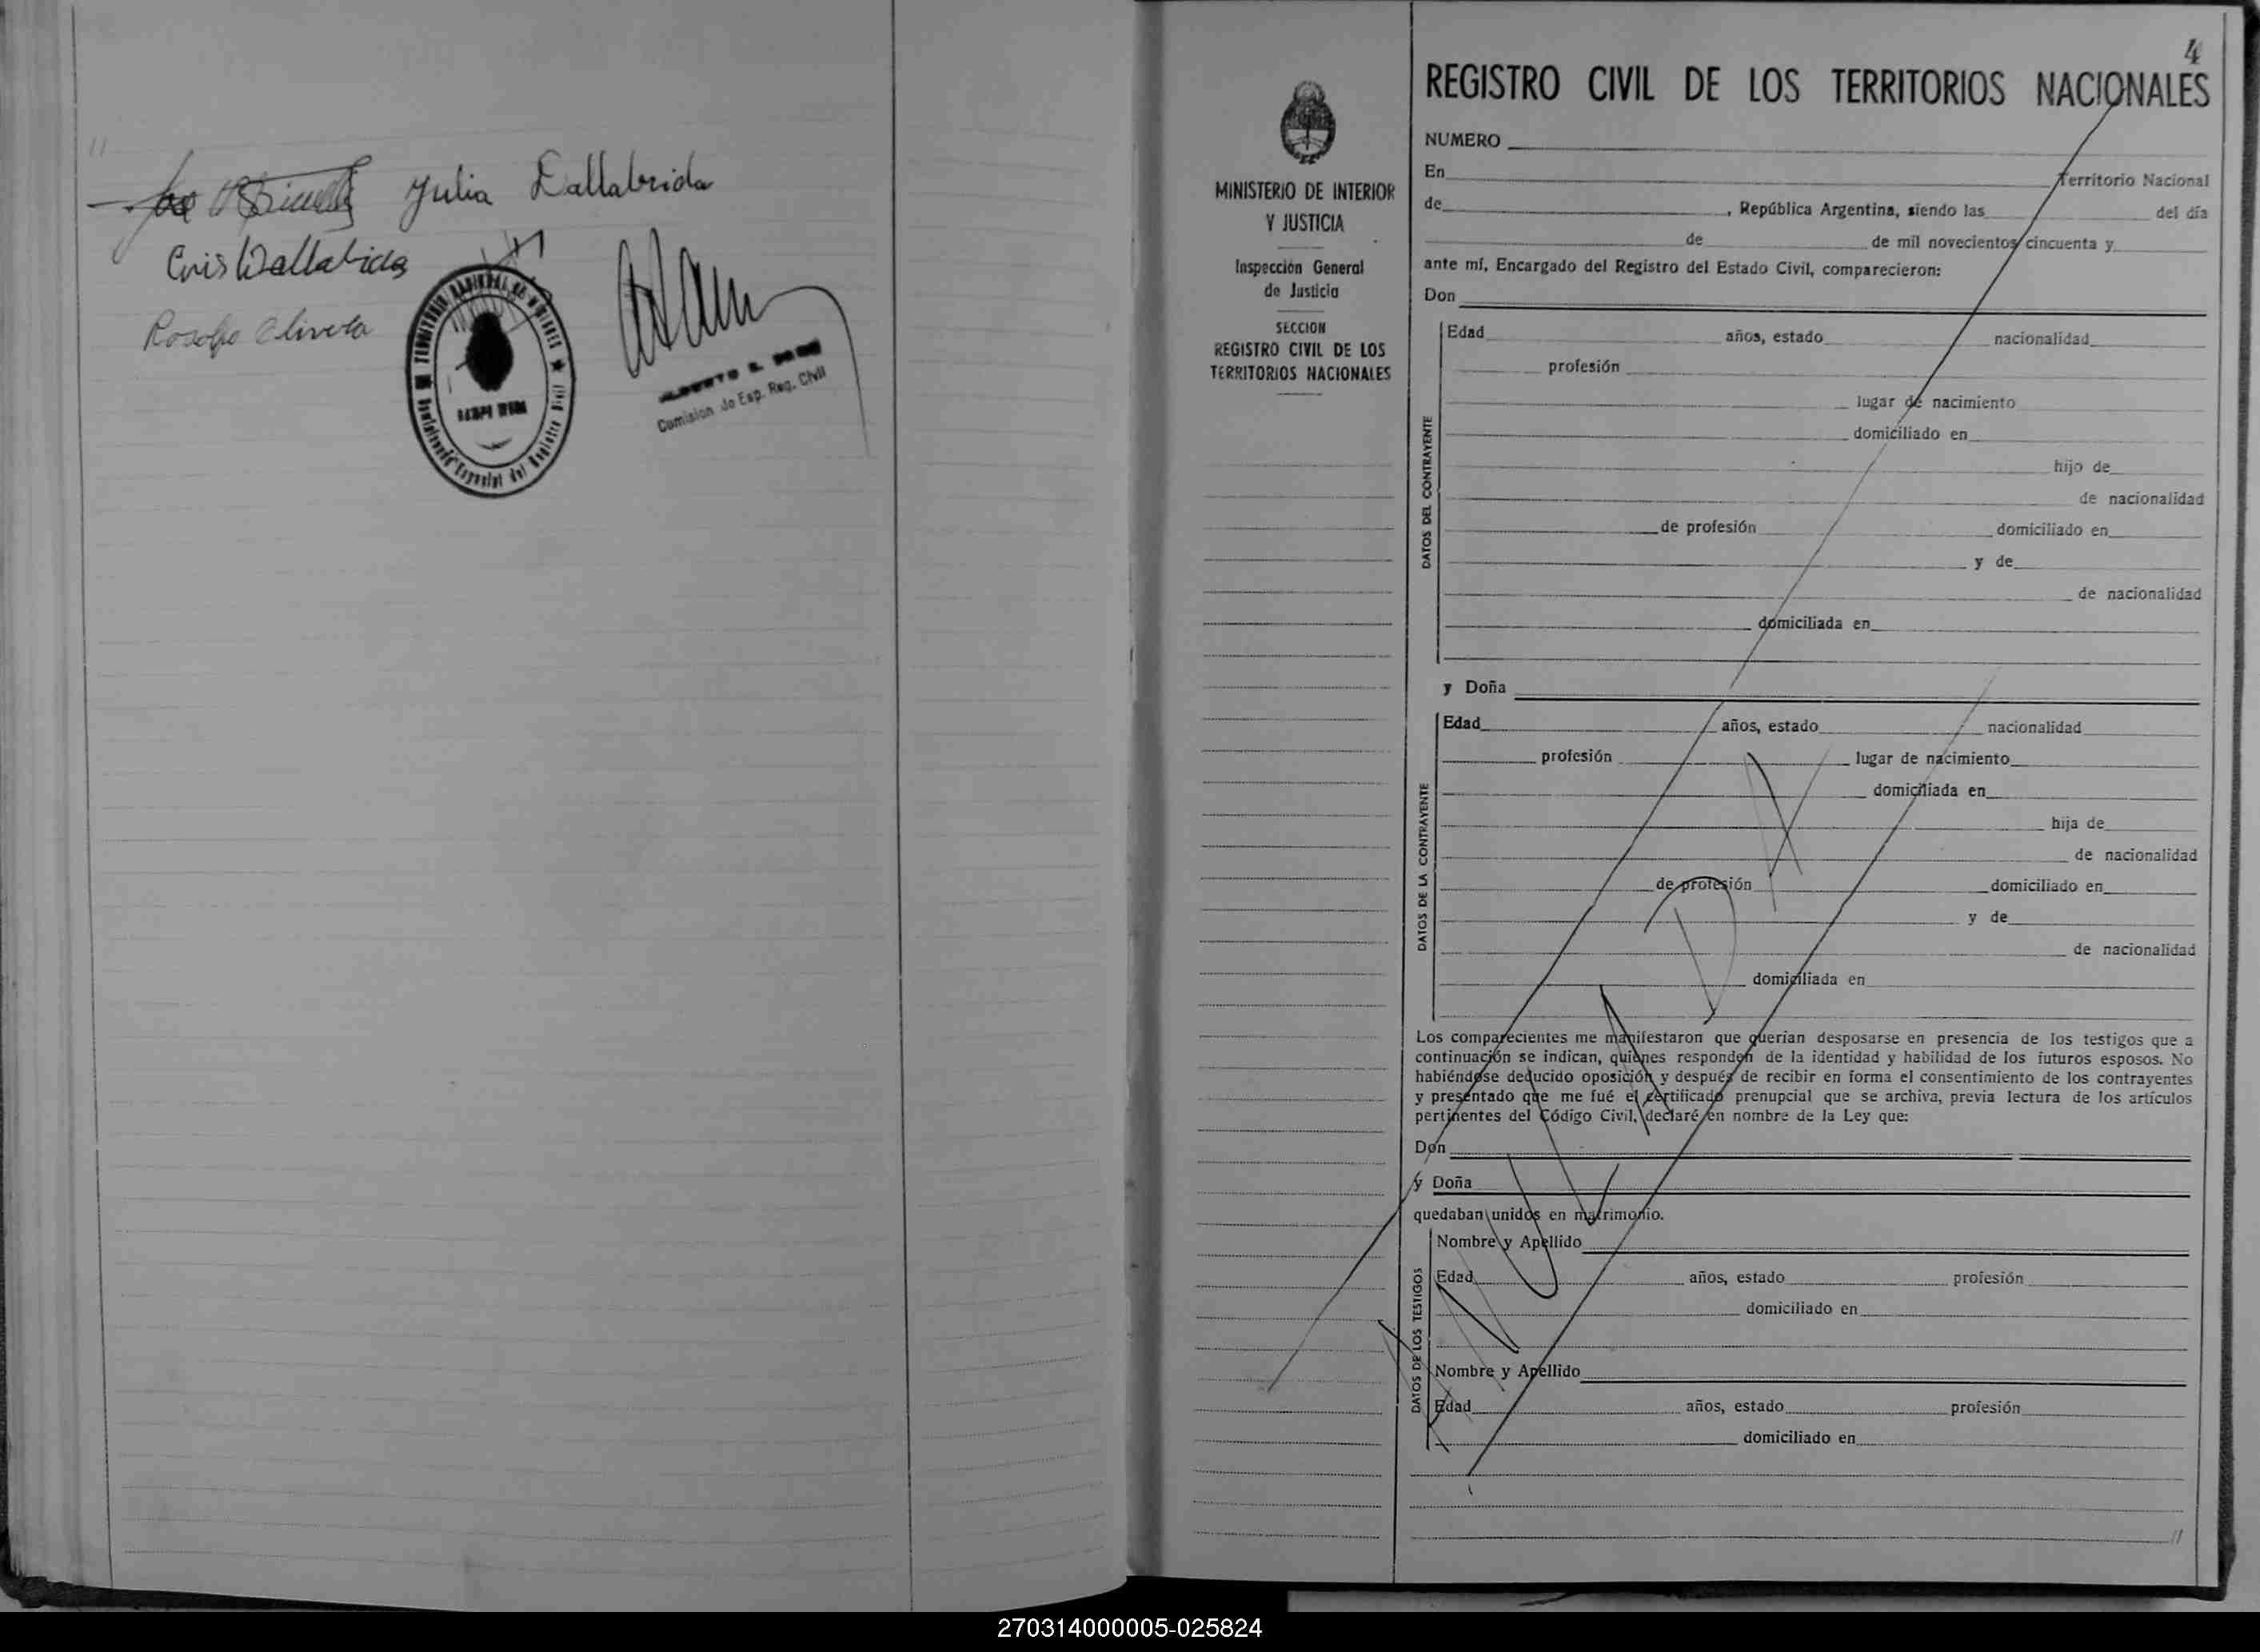 11
Julia Dallabrida
Rosolfo Olivera
Comision de Esp. Reg. Civil
4
REGISTRO CIVIL DE LOS TERRITORIOS NACIONALES
MINISTERIO DE INTERIOR
Y JUSTICIA
Inspección General
de Justicia
SECCION
REGISTRO CIVIL DE LOS
TERRITORIOS NACIONALES
NUMERO
En Territorio Nacional
de , República Argentina, siendo las del día
de de mil novecientos cincuenta y
ante mí, Encargado del Registro del Estado Civil, comparecieron:
Don
DATOS DEL CONTRAYENTE
Edad años, estado nacionalidad
profesión
lugar de nacimiento
domiciliado en
hijo de
de nacionalidad
de profesión domiciliado en
y de
de nacionalidad
domiciliada en
y Doña
DATOS DE LA CONTRAYENTE
Edad años, estado nacionalidad
profesión lugar de nacimiento
domiciliada en
hija de
de nacionalidad
de profesión domiciliado en
y de
de nacionalidad
domiciliada en
Los comparecientes me manifestaron que querían desposarse en presencia de los testigos que a
continuación se indican, quienes responden de la identidad y habilidad de los futuros esposos. No
habiéndose deducido oposición y después de recibir en forma el consentimiento de los contrayentes
y presentado que me fué el certificado prenupcial que se archiva, previa lectura de los artículos
pertinentes del Código Civil, declaré en nombre de la Ley que:
Don
y Doña
quedaban unidos en matrimonio.
DATOS DE LOS TESTIGOS
Nombre y Apellido
Edad años, estado profesión
domiciliado en
Nombre y Apellido
Edad años, estado profesión
domiciliado en
//
270314000005-025824